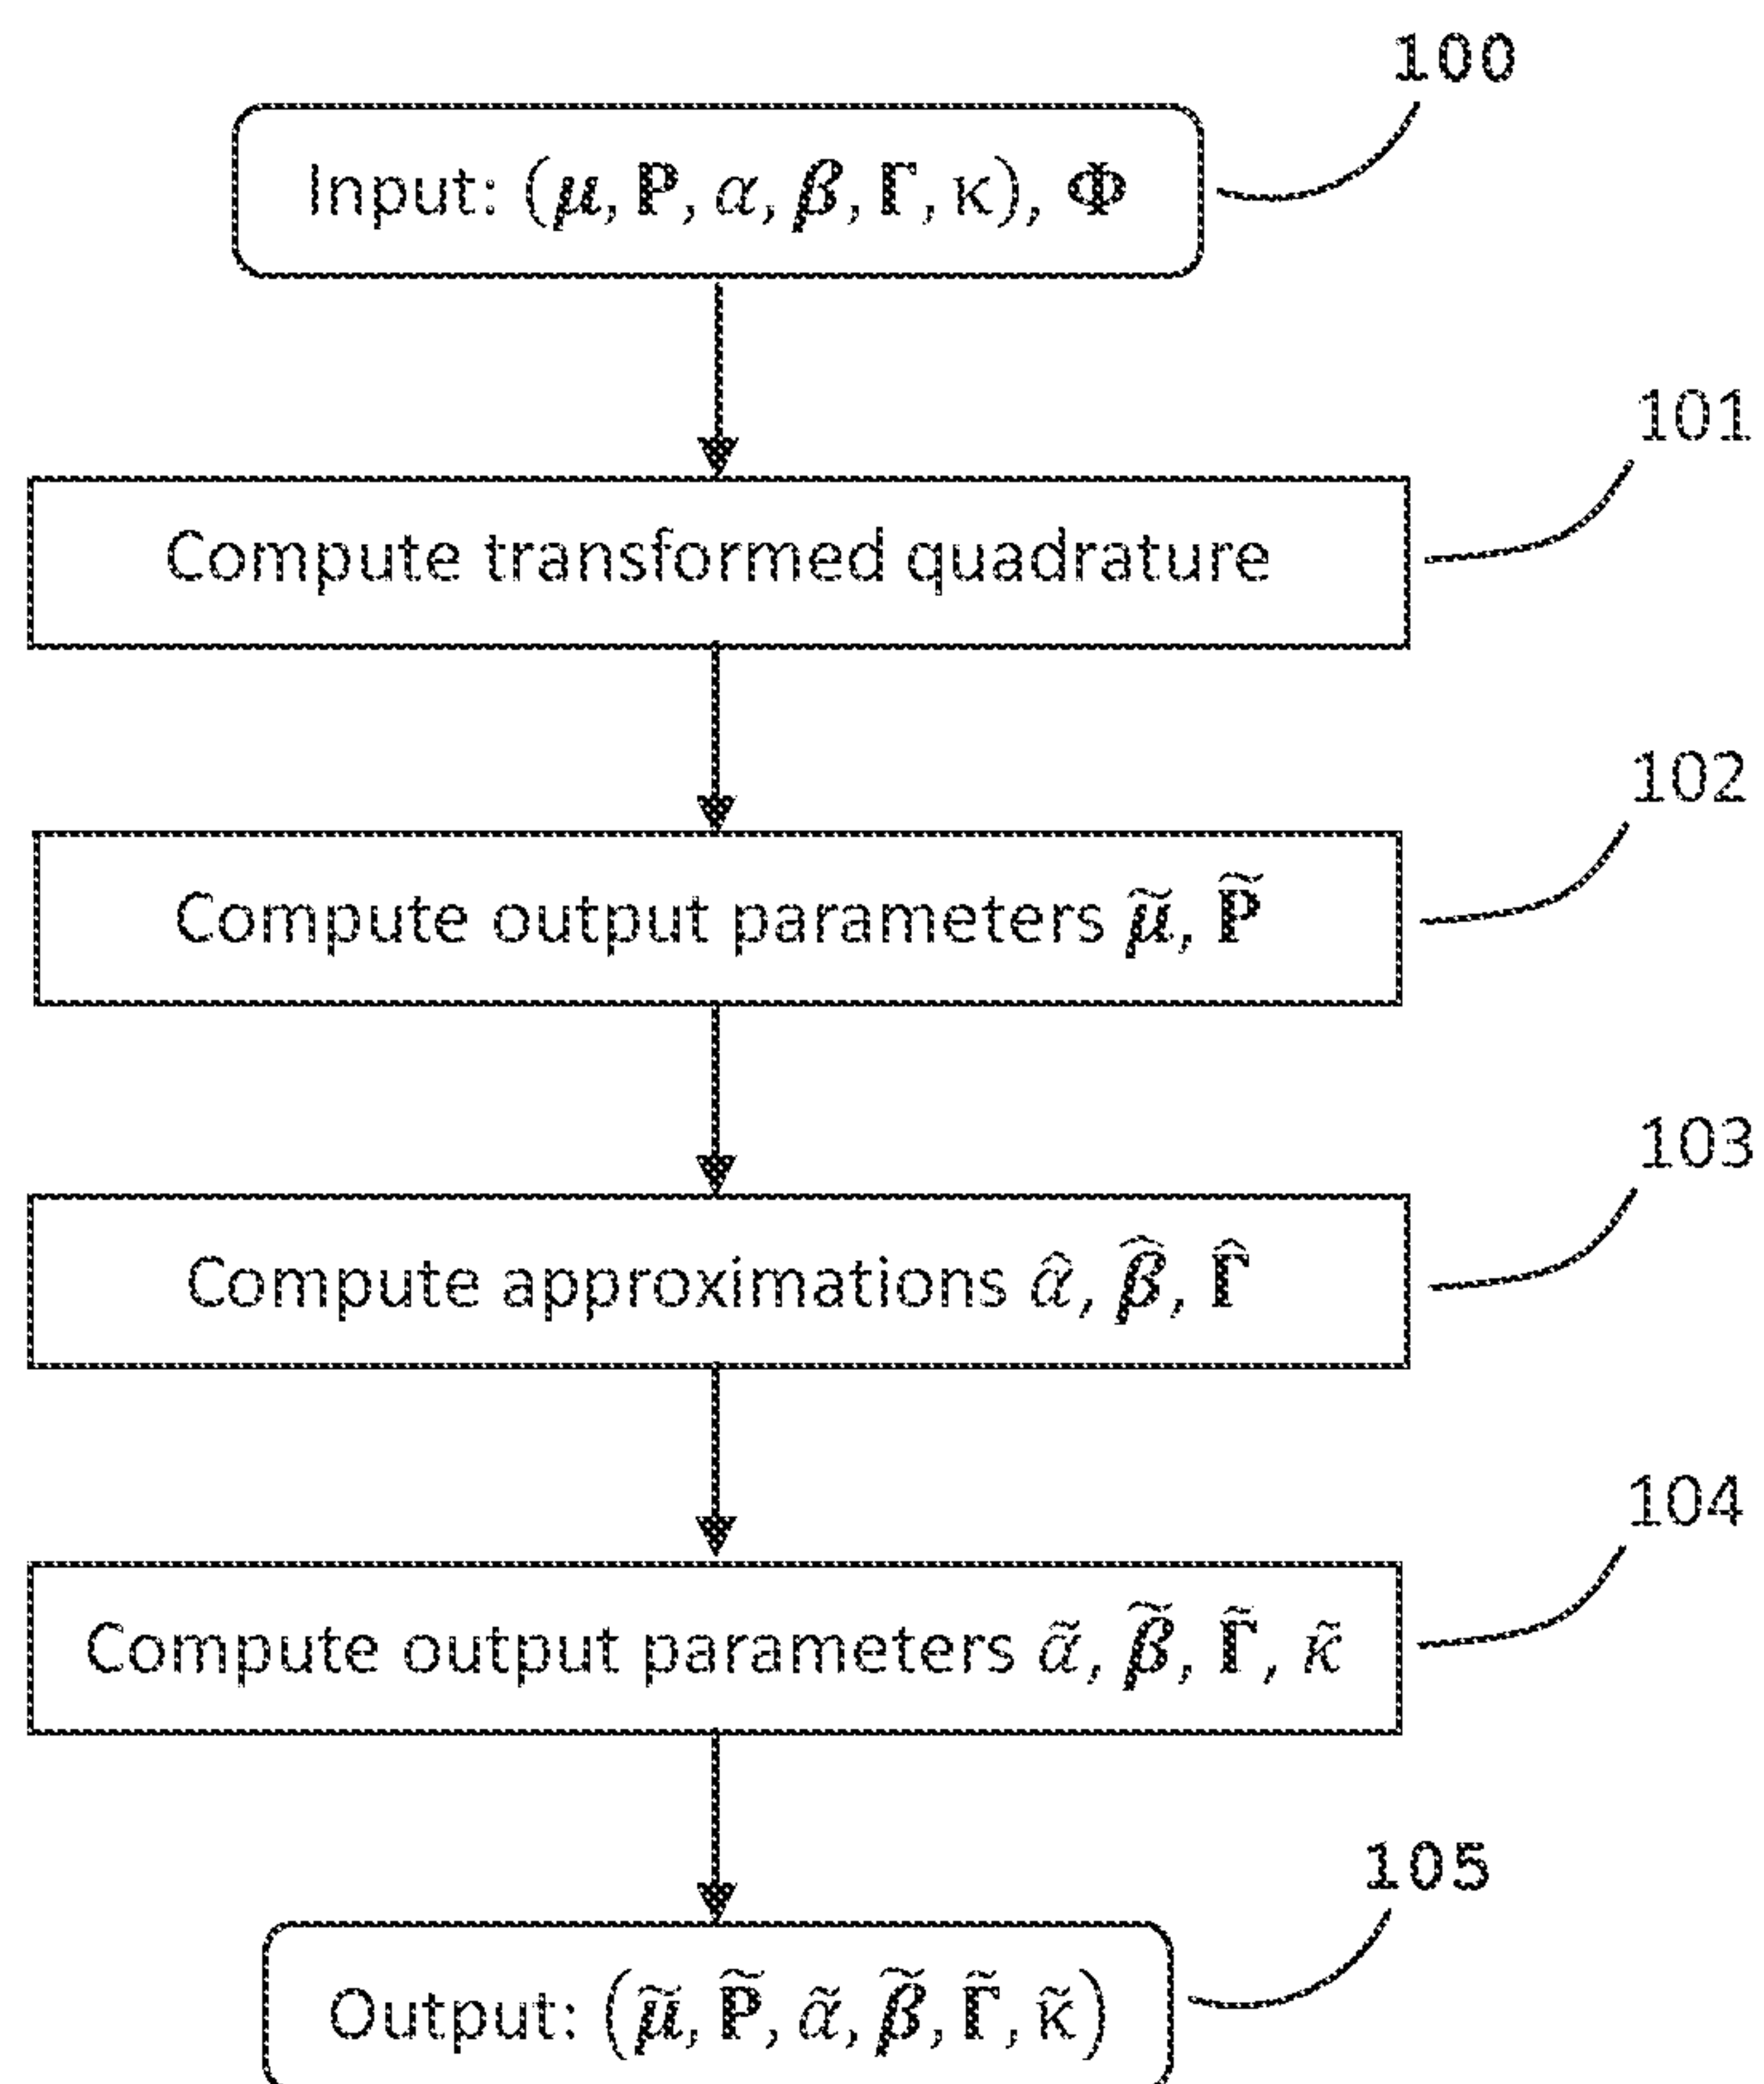 100
Input: (𝝁, 𝐏, 𝛼, 𝜷, 𝚪, κ), 𝚽
101
Compute transformed quadrature
102
Compute output parameters 𝝁̃, 𝐏̃
103
Compute approximations 𝛼̂, 𝜷̂, 𝚪̂
104
Compute output parameters 𝛼̃, 𝜷̃, 𝚪̃, 𝜅̃
105
Output: (𝝁̃, 𝐏̃, 𝛼̃, 𝜷̃, 𝚪̃, κ̃)